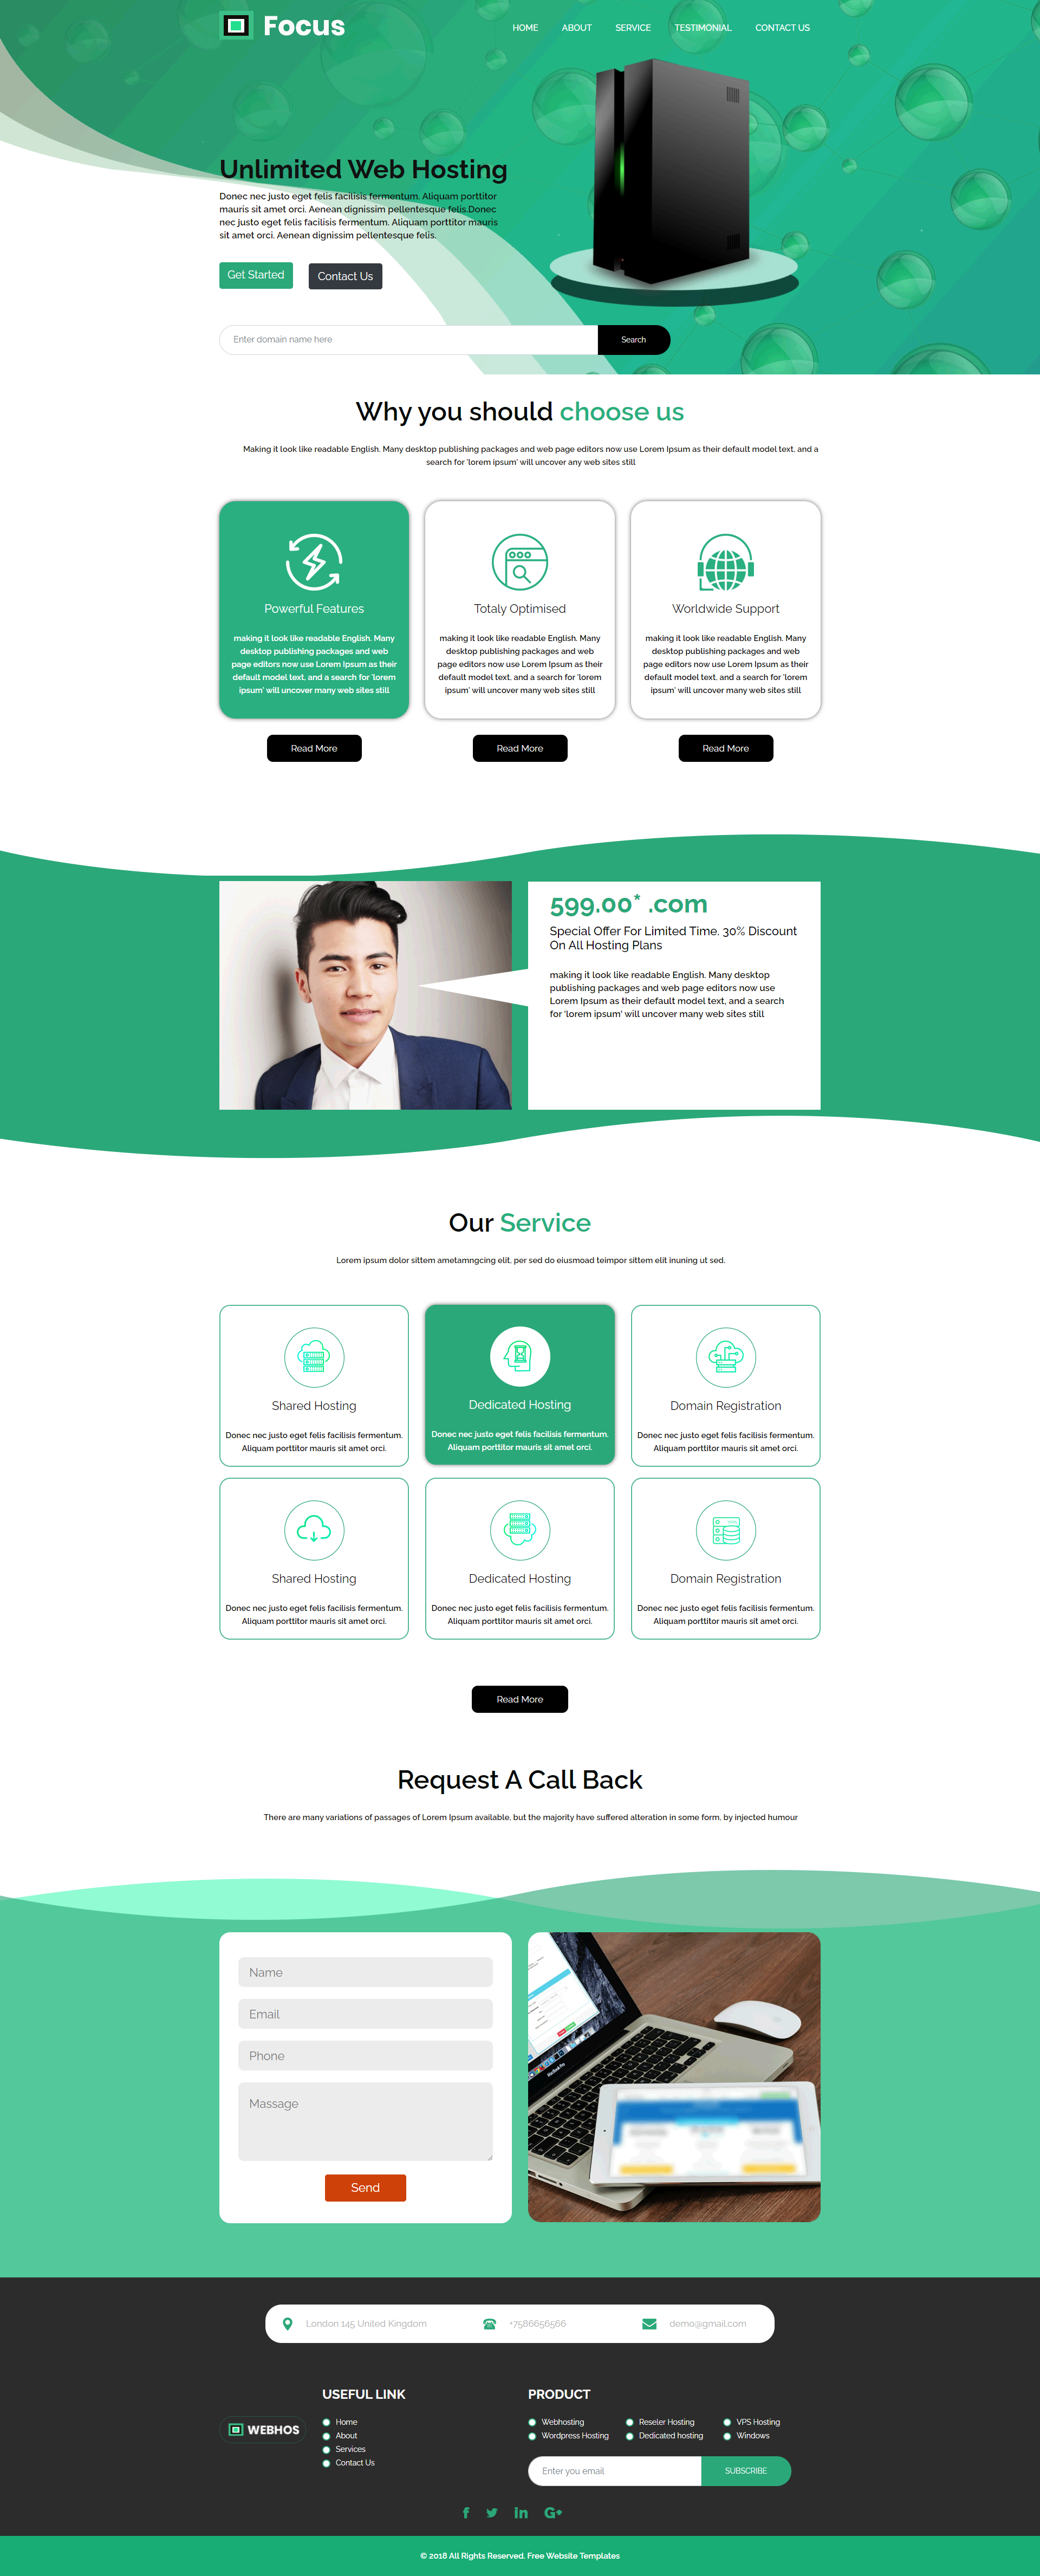 Focus
HOME ABOUT SERVICE TESTIMONIAL CONTACT US
Unlimited Web Hosting
Donec nec justo eget felis facilisis fermentum. Aliquam porttitor
mauris sit amet orci. Aenean dignissim pellentesque felis.Donec
nec justo eget felis facilisis fermentum. Aliquam porttitor mauris
sit amet orci. Aenean dignissim pellentesque felis.
Get Started
Contact Us
Enter domain name here
Search
Why you should choose us
Making it look like readable English. Many desktop publishing packages and web page editors now use Lorem Ipsum as their default model text, and a
search for 'lorem ipsum' will uncover any web sites still
Powerful Features
making it look like readable English. Many
desktop publishing packages and web
page editors now use Lorem Ipsum as their
default model text, and a search for 'lorem
ipsum' will uncover many web sites still
Read More
Totaly Optimised
making it look like readable English. Many
desktop publishing packages and web
page editors now use Lorem Ipsum as their
default model text, and a search for 'lorem
ipsum' will uncover many web sites still
Read More
Worldwide Support
making it look like readable English. Many
desktop publishing packages and web
page editors now use Lorem Ipsum as their
default model text, and a search for 'lorem
ipsum' will uncover many web sites still
Read More
599.00* .com
Special Offer For Limited Time. 30% Discount
On All Hosting Plans
making it look like readable English. Many desktop
publishing packages and web page editors now use
Lorem Ipsum as their default model text, and a search
for 'lorem ipsum' will uncover many web sites still
Our Service
Lorem ipsum dolor sittem ametamngcing elit, per sed do eiusmoad teimpor sittem elit inuning ut sed.
Shared Hosting
Donec nec justo eget felis facilisis fermentum.
Aliquam porttitor mauris sit amet orci.
Dedicated Hosting
Donec nec justo eget felis facilisis fermentum.
Aliquam porttitor mauris sit amet orci.
Domain Registration
Donec nec justo eget felis facilisis fermentum.
Aliquam porttitor mauris sit amet orci.
Shared Hosting
Donec nec justo eget felis facilisis fermentum.
Aliquam porttitor mauris sit amet orci.
Dedicated Hosting
Donec nec justo eget felis facilisis fermentum.
Aliquam porttitor mauris sit amet orci.
Domain Registration
Donec nec justo eget felis facilisis fermentum.
Aliquam porttitor mauris sit amet orci.
Read More
Request A Call Back
There are many variations of passages of Lorem Ipsum available, but the majority have suffered alteration in some form, by injected humour
Name
Email
Phone
Massage
Send
MacBook Pro
London 145 United Kingdom
+7586656566
demo@gmail.com
WEBHOS
USEFUL LINK
Home
About
Services
Contact Us
PRODUCT
Webhosting
Reseler Hosting
VPS Hosting
Wordpress Hosting
Dedicated hosting
Windows
Enter you email
SUBSCRIBE
© 2018 All Rights Reserved. Free Website Templates